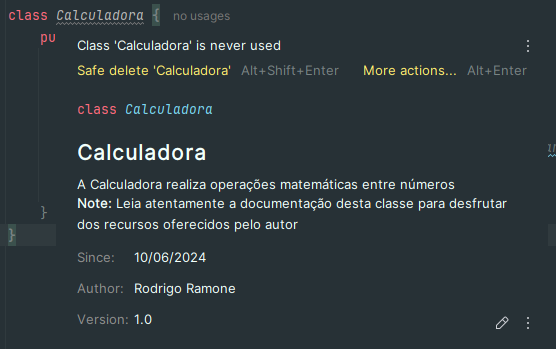 class Calculadora { no usages
pu
Class 'Calculadora' is never used
Safe delete 'Calculadora' Alt+Shift+Enter More actions... Alt+Enter
class Calculadora
Calculadora
A Calculadora realiza operações matemáticas entre números
Note: Leia atentamente a documentação desta classe para desfrutar
dos recursos oferecidos pelo autor
}
}
Since: 10/06/2024
Author: Rodrigo Ramone
Version: 1.0